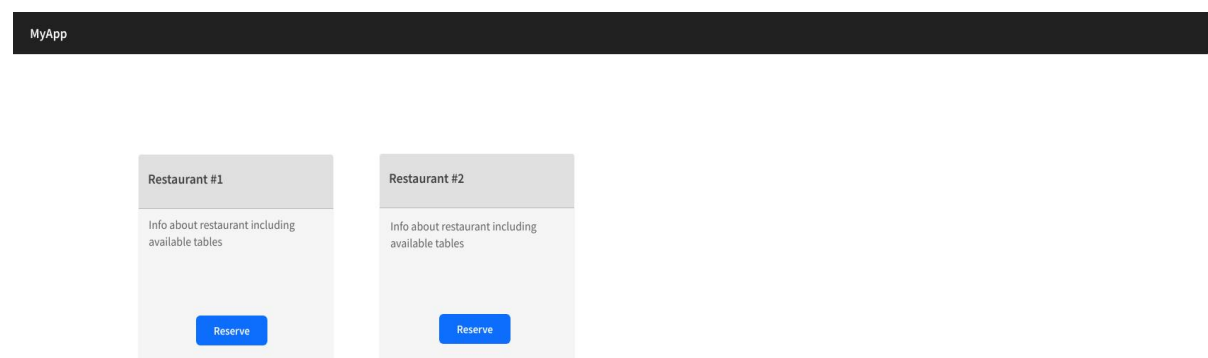 MyApp
Restaurant #1
Info about restaurant including
available tables
Reserve
Restaurant #2
Info about restaurant including
available tables
Reserve